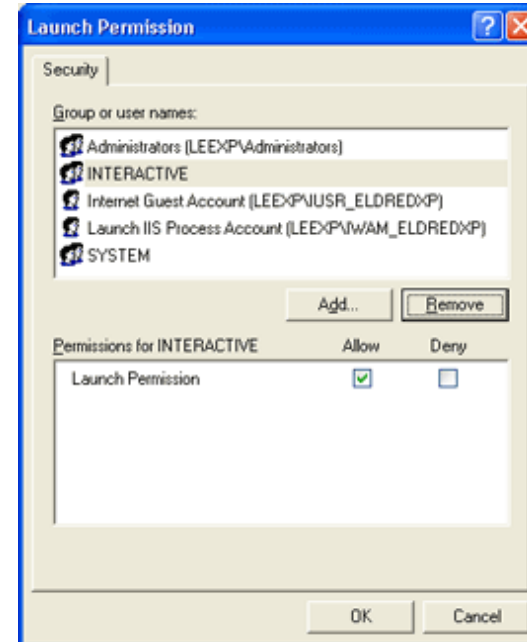 Launch Permission
Security
Group or user names:
Administrators (LEEXP\Administrators)
INTERACTIVE
Internet Guest Account (LEEXP\IUSR_ELDREDXP)
Launch IIS Process Account (LEEXP\IWAM_ELDREDXP)
SYSTEM
Add... Remove
Permissions for INTERACTIVE Allow Deny
Launch Permission
OK Cancel